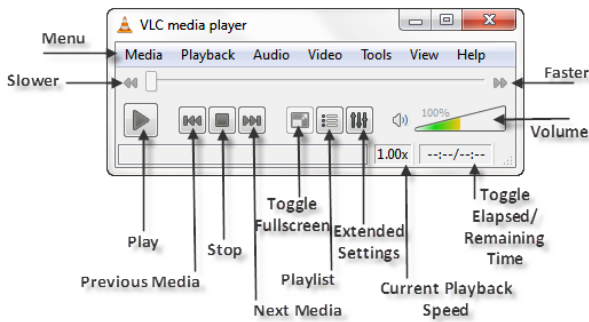 VLC media player
Menu
Media Playback Audio Video Tools View Help
Slower
Faster
100%
Volume
1.00x
--:--/--:--
Toggle
Fullscreen
Extended
Settings
Toggle
Elapsed/
Remaining
Time
Play
Stop
Previous Media
Playlist
Next Media
Current Playback
Speed